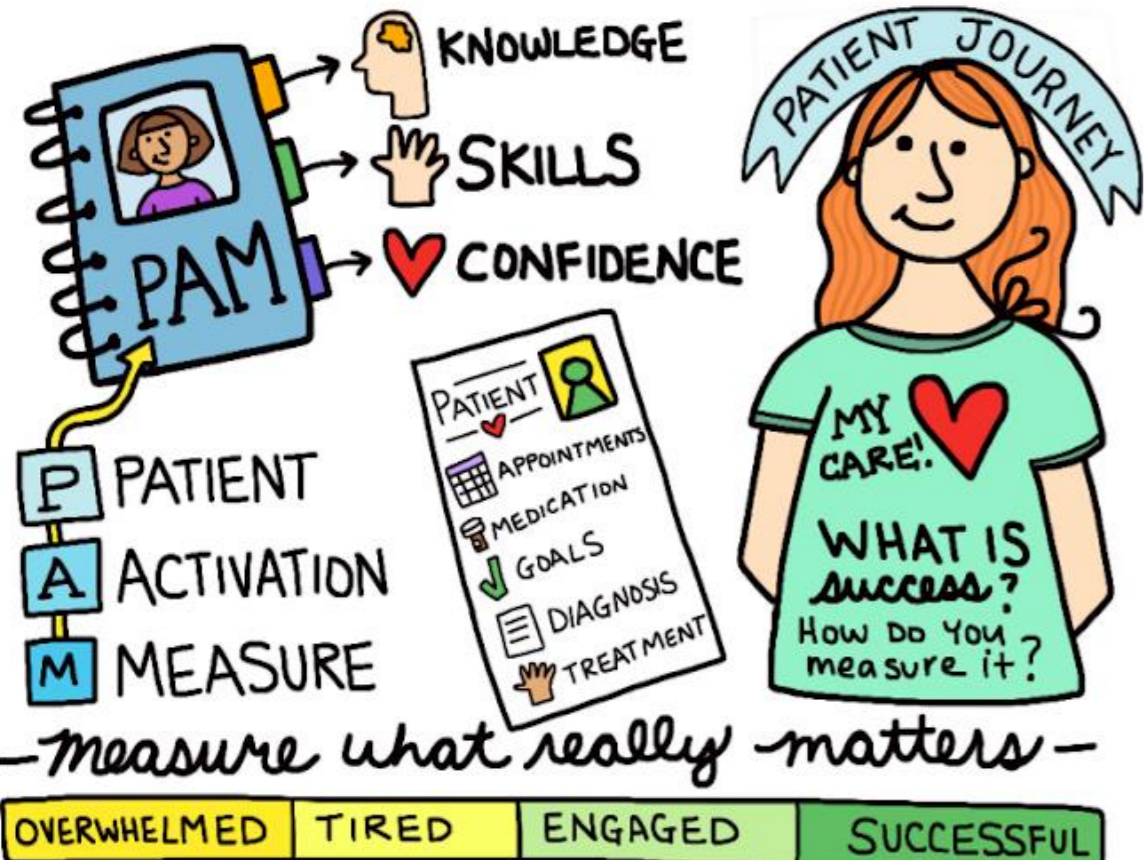 KNOWLEDGE
SKILLS
CONFIDENCE
PAM
P PATIENT
A ACTIVATION
M MEASURE
PATIENT
APPOINTMENTS
MEDICATION
GOALS
DIAGNOSIS
TREATMENT
PATIENT JOURNEY
MY
CARE!
WHAT IS
success?
HOW DO YOU
measure it?
-measure what really matters-
OVERWHELMED TIRED ENGAGED SUCCESSFUL